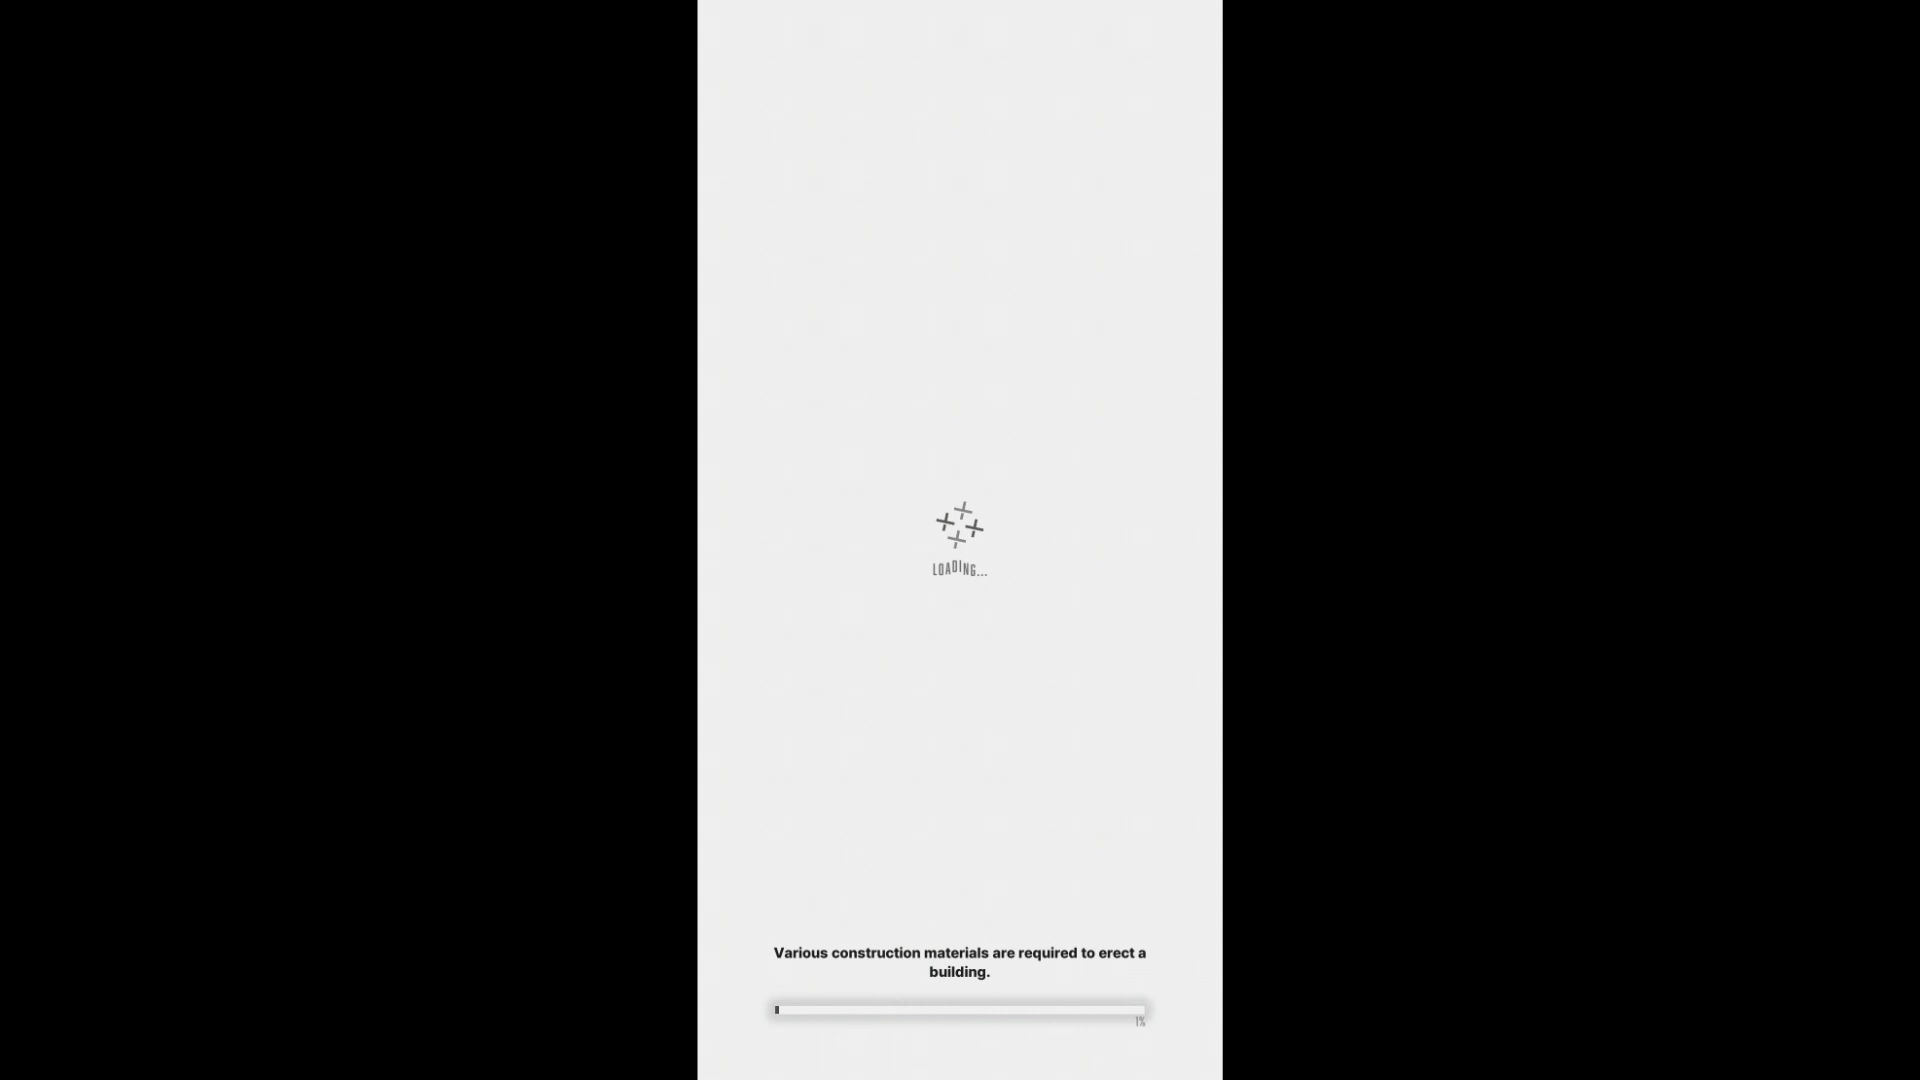 LOADING...
Various construction materials are required to erect a
building.
1%